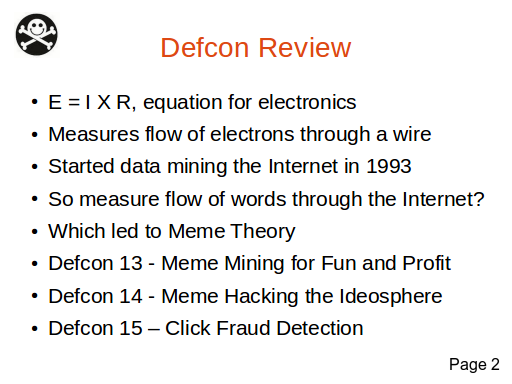 Defcon Review
• E = I X R, equation for electronics
• Measures flow of electrons through a wire
• Started data mining the Internet in 1993
• So measure flow of words through the Internet?
• Which led to Meme Theory
• Defcon 13 - Meme Mining for Fun and Profit
• Defcon 14 - Meme Hacking the Ideosphere
• Defcon 15 – Click Fraud Detection
Page 2